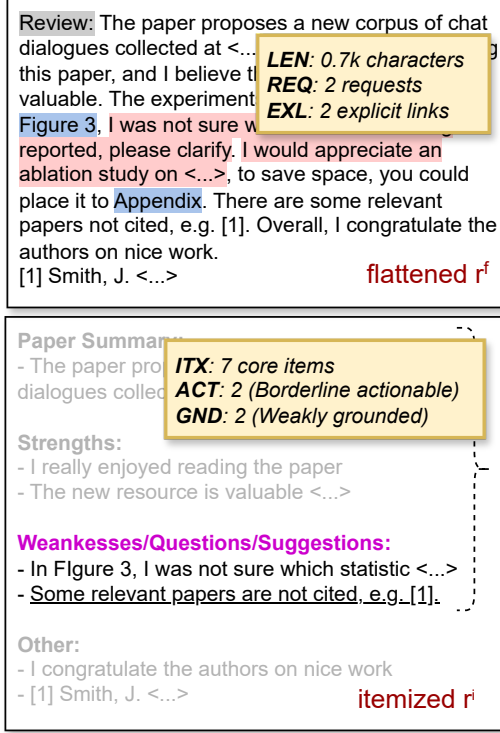 Review: The paper proposes a new corpus of chat
dialogues collected at <...
this paper, and I believe
valuable. The experiment
Figure 3, I was not sure
reported, please clarify. I would appreciate an
ablation study on <...>, to save space, you could
place it to Appendix. There are some relevant
papers not cited, e.g. [1]. Overall, I congratulate the
authors on nice work.
[1] Smith, J. <...>
LEN: 0.7k characters
REQ: 2 requests
EXL: 2 explicit links
flattened rᶠ
Paper Summary:
- The paper pro
dialogues collec
ITX: 7 core items
ACT: 2 (Borderline actionable)
GND: 2 (Weakly grounded)
Strengths:
- I really enjoyed reading the paper
- The new resource is valuable <...>
Weankesses/Questions/Suggestions:
- In FIgure 3, I was not sure which statistic <...>
- Some relevant papers are not cited, e.g. [1].
Other:
- I congratulate the authors on nice work
- [1] Smith, J. <...>
itemized rⁱ